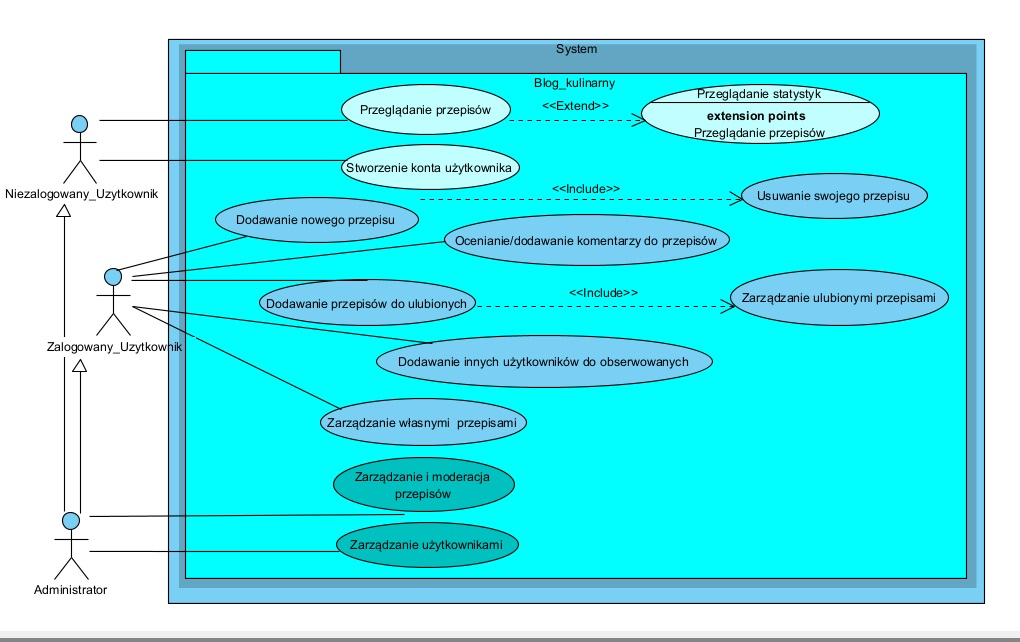 System
Blog_kulinarny
Przeglądanie przepisów
<<Extend>>
Przeglądanie statystyk
extension points
Przeglądanie przepisów
Stworzenie konta użytkownika
Niezalogowany_Uzytkownik
<<Include>>
Usuwanie swojego przepisu
Dodawanie nowego przepisu
Ocenianie/dodawanie komentarzy do przepisów
Dodawanie przepisów do ulubionych
<<Include>>
Zarządzanie ulubionymi przepisami
Zalogowany_Uzytkownik
Dodawanie innych użytkowników do obserwowanych
Zarządzanie własnymi przepisami
Zarządzanie i moderacja
przepisów
Zarządzanie użytkownikami
Administrator